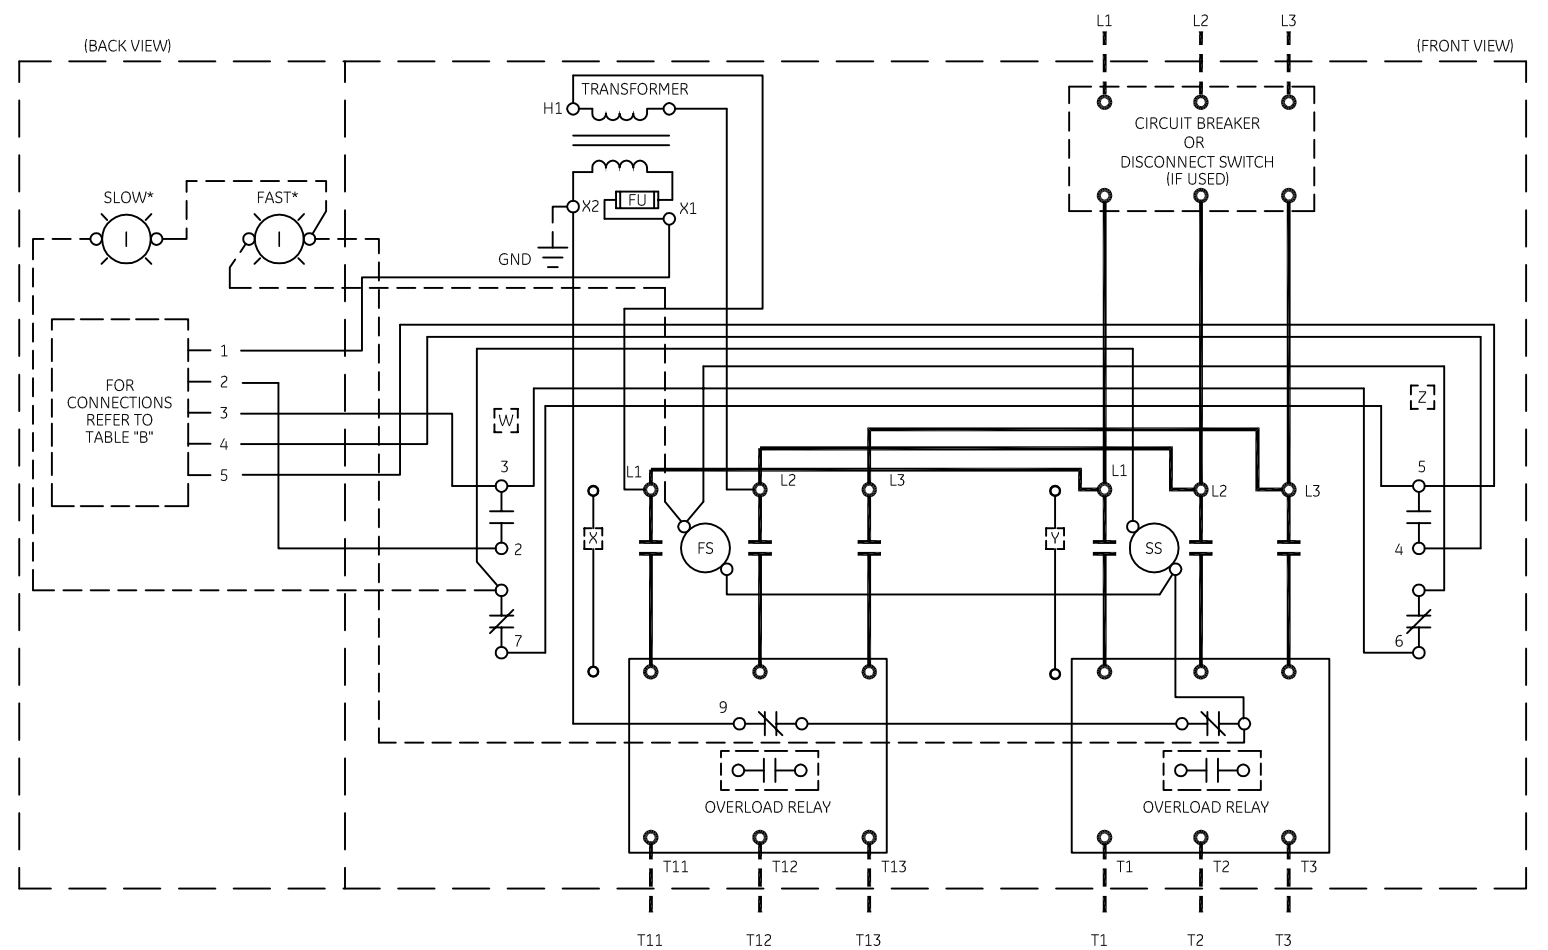 L1 L2 L3
(BACK VIEW) (FRONT VIEW)
TRANSFORMER
H1
CIRCUIT BREAKER
OR
DISCONNECT SWITCH
(IF USED)
SLOW* FAST*
FU
X2 X1
I I
GND
1
2
3
4
5
FOR
CONNECTIONS
REFER TO
TABLE "B"
W Z
3 L1 L2 L3 L1 L2 L3 5
X FS Y SS
2 4
7 6
9
OVERLOAD RELAY OVERLOAD RELAY
T11 T12 T13 T1 T2 T3
T11 T12 T13 T1 T2 T3